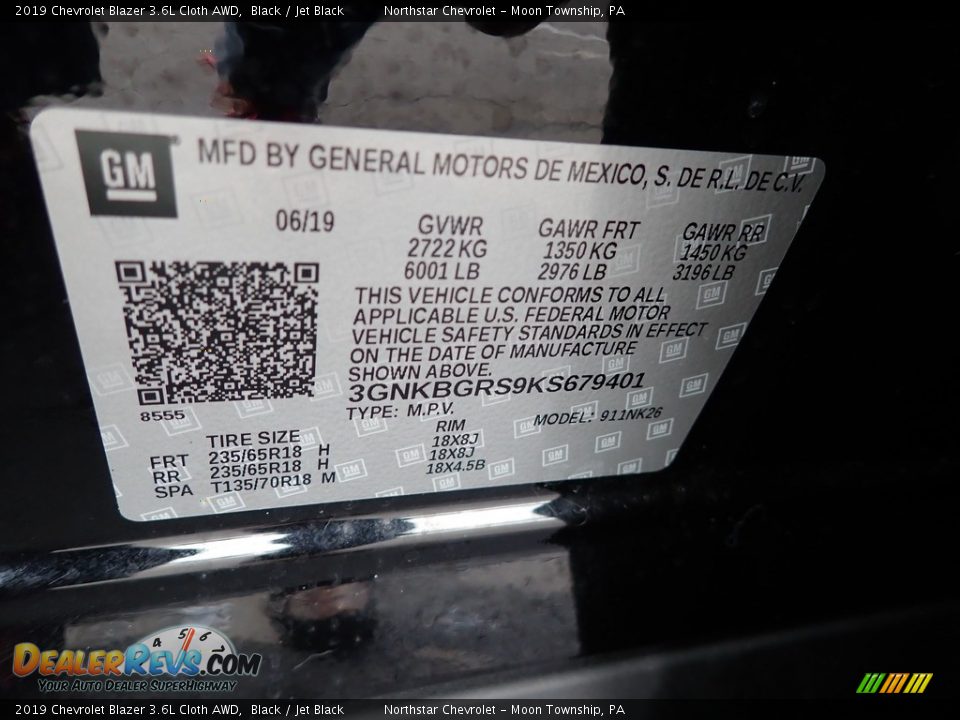 2019 Chevrolet Blazer 3.6L Cloth AWD, Black / Jet Black Northstar Chevrolet – Moon Township, PA
GM
MFD BY GENERAL MOTORS DE MEXICO, S. DE R.L. DE C.V.
06/19 GVWR GAWR FRT GAWR RR
2722 KG 1350 KG 1450 KG
6001 LB 2976 LB 3196 LB
THIS VEHICLE CONFORMS TO ALL
APPLICABLE U.S. FEDERAL MOTOR
VEHICLE SAFETY STANDARDS IN EFFECT
ON THE DATE OF MANUFACTURE
SHOWN ABOVE.
3GNKBGRS9KS679401
8555
TYPE: M.P.V. MODEL: 911NK26
TIRE SIZE RIM
FRT 235/65R18 H 18X8J
RR 235/65R18 H 18X8J
SPA T135/70R18 M 18X4.5B
4 5 6
DEALERREVS.COM
YOUR AUTO DEALER SUPERHIGHWAY
2019 Chevrolet Blazer 3.6L Cloth AWD, Black / Jet Black Northstar Chevrolet – Moon Township, PA